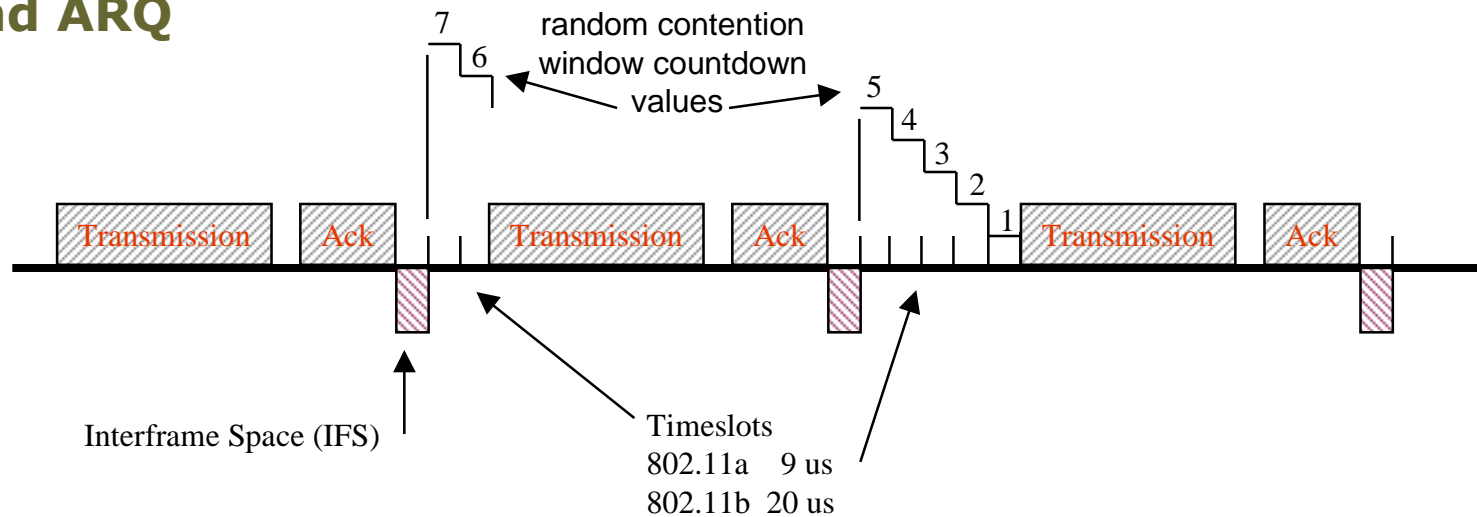 nd ARQ
random contention
window countdown
values
7
6
5
4
3
2
1
Transmission
Ack
Transmission
Ack
Transmission
Ack
Interframe Space (IFS)
Timeslots
802.11a 9 us
802.11b 20 us